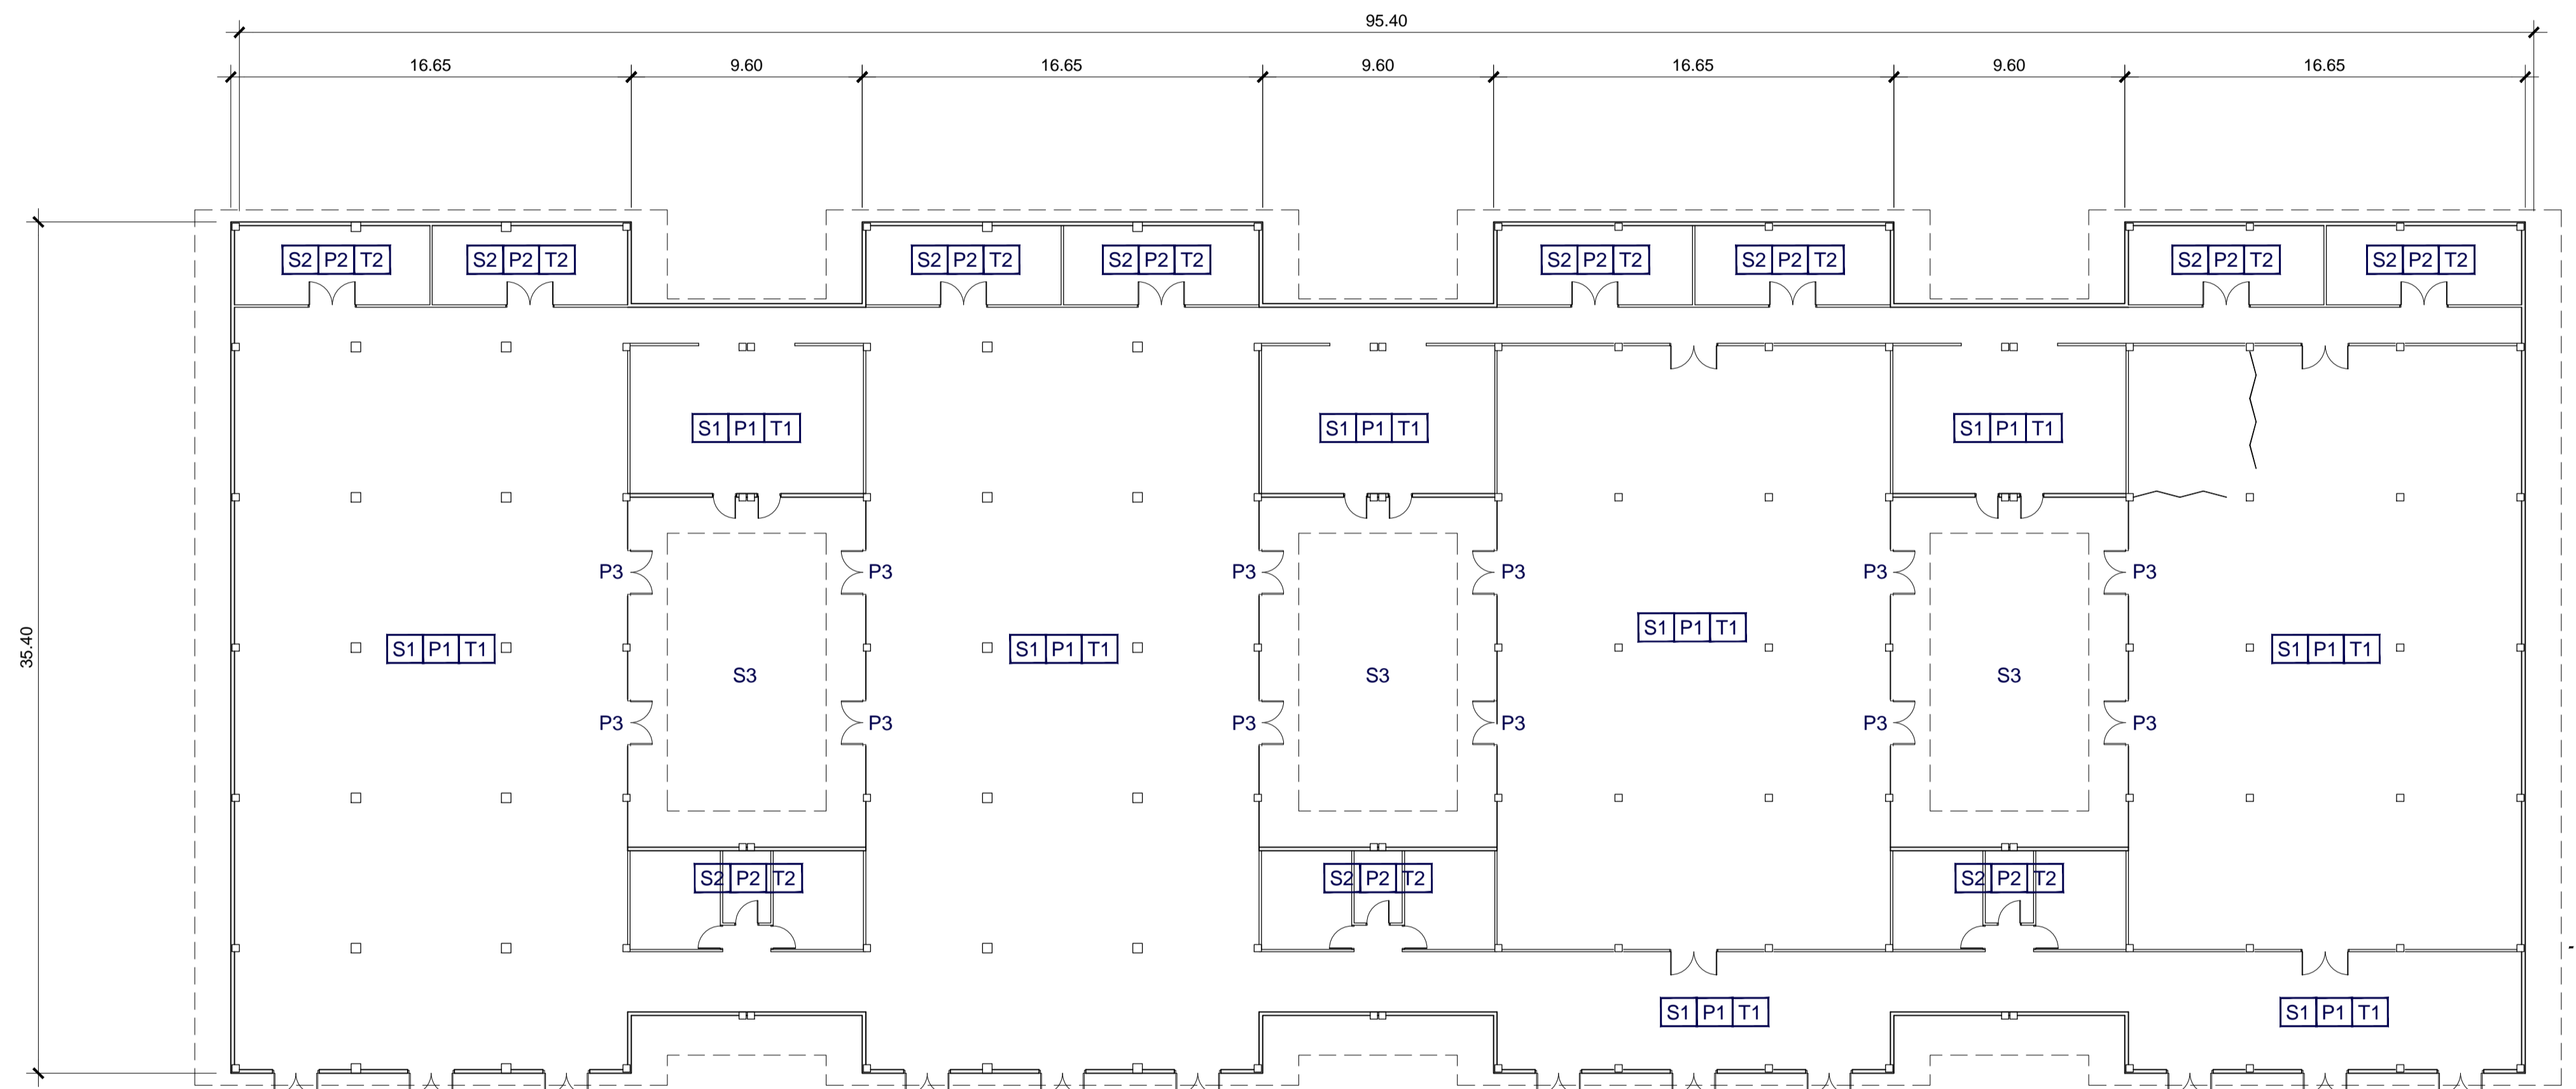 95.40
16.65 9.60 16.65 9.60 16.65 9.60 16.65
S2 P2 T2 S2 P2 T2 S2 P2 T2 S2 P2 T2 S2 P2 T2 S2 P2 T2 S2 P2 T2 S2 P2 T2
S1 P1 T1 S1 P1 T1 S1 P1 T1
P3 P3 P3 P3 P3 P3
S1 P1 T1
35.40
S1 P1 T1 S1 P1 T1 S1 P1 T1
S3 S3 S3
P3 P3 P3 P3 P3 P3
S2 P2 T2 S2 P2 T2 S2 P2 T2
S1 P1 T1 S1 P1 T1